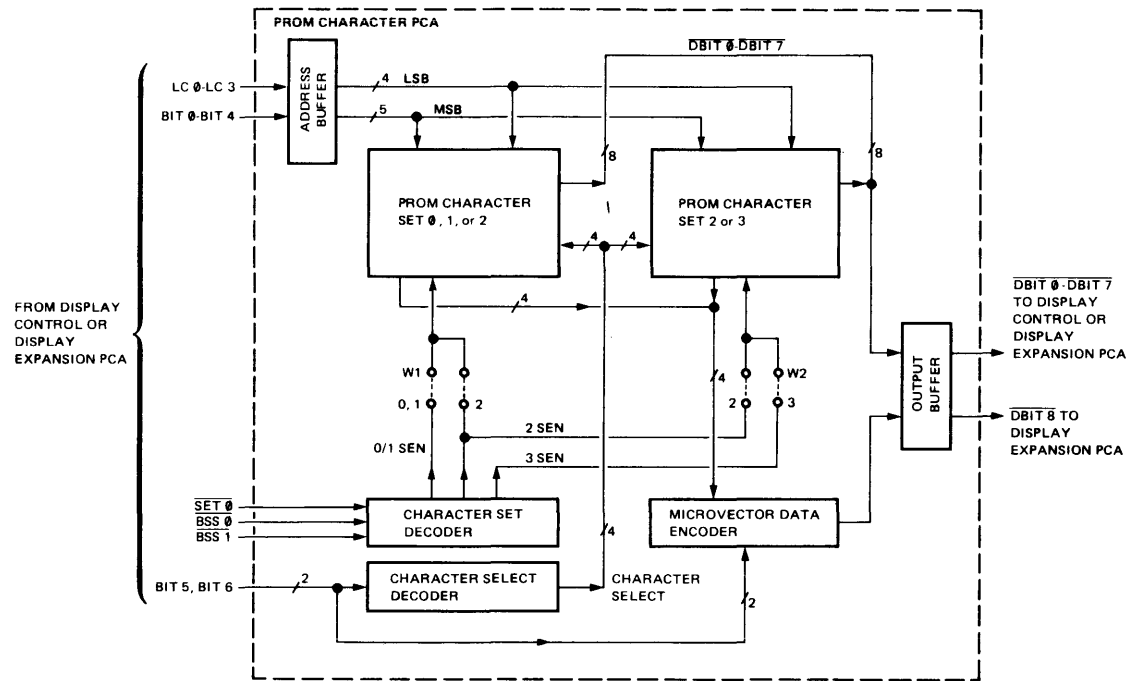 PROM CHARACTER PCA
DBIT 0-DBIT 7
LC 0-LC 3
BIT 0-BIT 4
ADDRESS
BUFFER
4
LSB
5
MSB
8
8
PROM CHARACTER
SET 0, 1, or 2
PROM CHARACTER
SET 2 or 3
4
4
4
FROM DISPLAY
CONTROL OR
DISPLAY
EXPANSION PCA
DBIT 0-DBIT 7
TO DISPLAY
CONTROL OR
DISPLAY
EXPANSION PCA
OUTPUT
BUFFER
DBIT 8 TO
DISPLAY
EXPANSION PCA
W1
W2
4
0, 1
2
2
3
2 SEN
0/1 SEN
3 SEN
SET 0
BSS 0
BSS 1
CHARACTER SET
DECODER
MICROVECTOR DATA
ENCODER
4
BIT 5, BIT 6
2
CHARACTER SELECT
DECODER
CHARACTER
SELECT
2